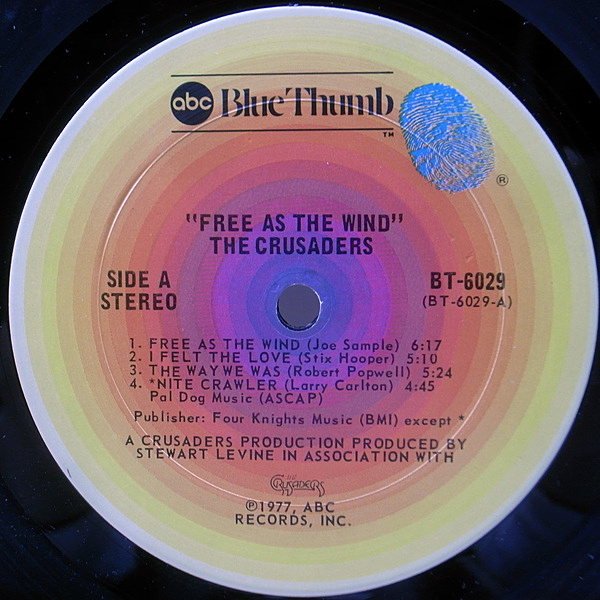 abc Blue Thumb
™
®
"FREE AS THE WIND"
THE CRUSADERS
SIDE A
STEREO
BT-6029
(BT-6029-A)
1. FREE AS THE WIND (Joe Sample) 6:17
2. I FELT THE LOVE (Stix Hooper) 5:10
3. THE WAY WE WAS (Robert Popwell) 5:24
4. *NITE CRAWLER (Larry Carlton) 4:45
Pal Dog Music (ASCAP)
Publisher: Four Knights Music (BMI) except *
A CRUSADERS PRODUCTION PRODUCED BY
STEWART LEVINE IN ASSOCIATION WITH
THE
CRUSADERS
℗1977, ABC
RECORDS, INC.